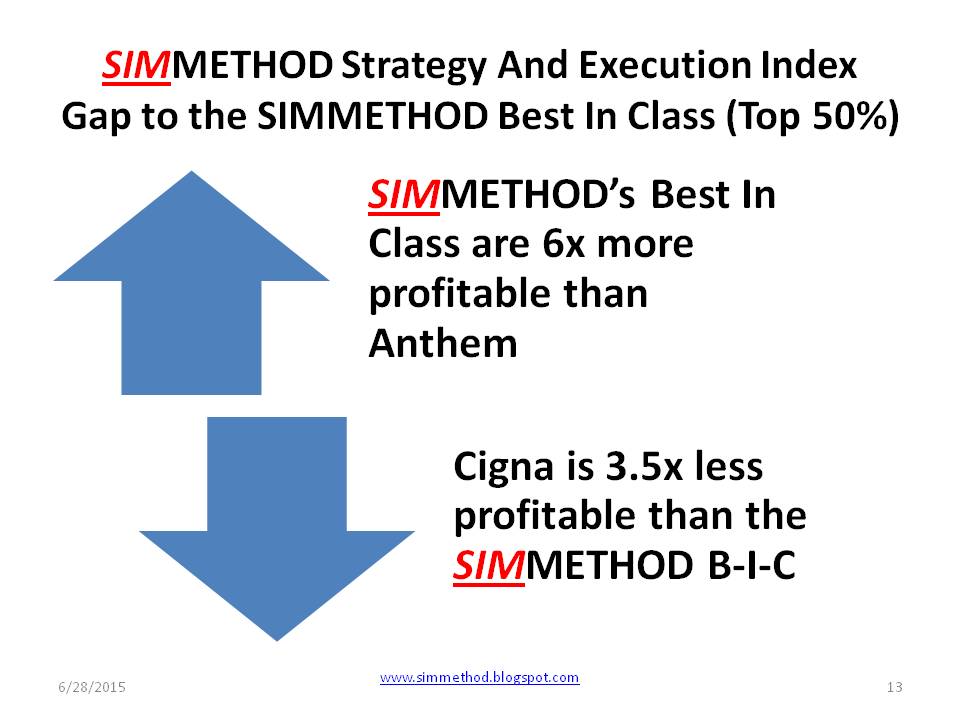 SIMMETHOD Strategy And Execution Index
Gap to the SIMMETHOD Best In Class (Top 50%)
SIMMETHOD’s Best In
Class are 6x more
profitable than
Anthem
Cigna is 3.5x less
profitable than the
SIMMETHOD B-I-C
6/28/2015
www.simmethod.blogspot.com
13